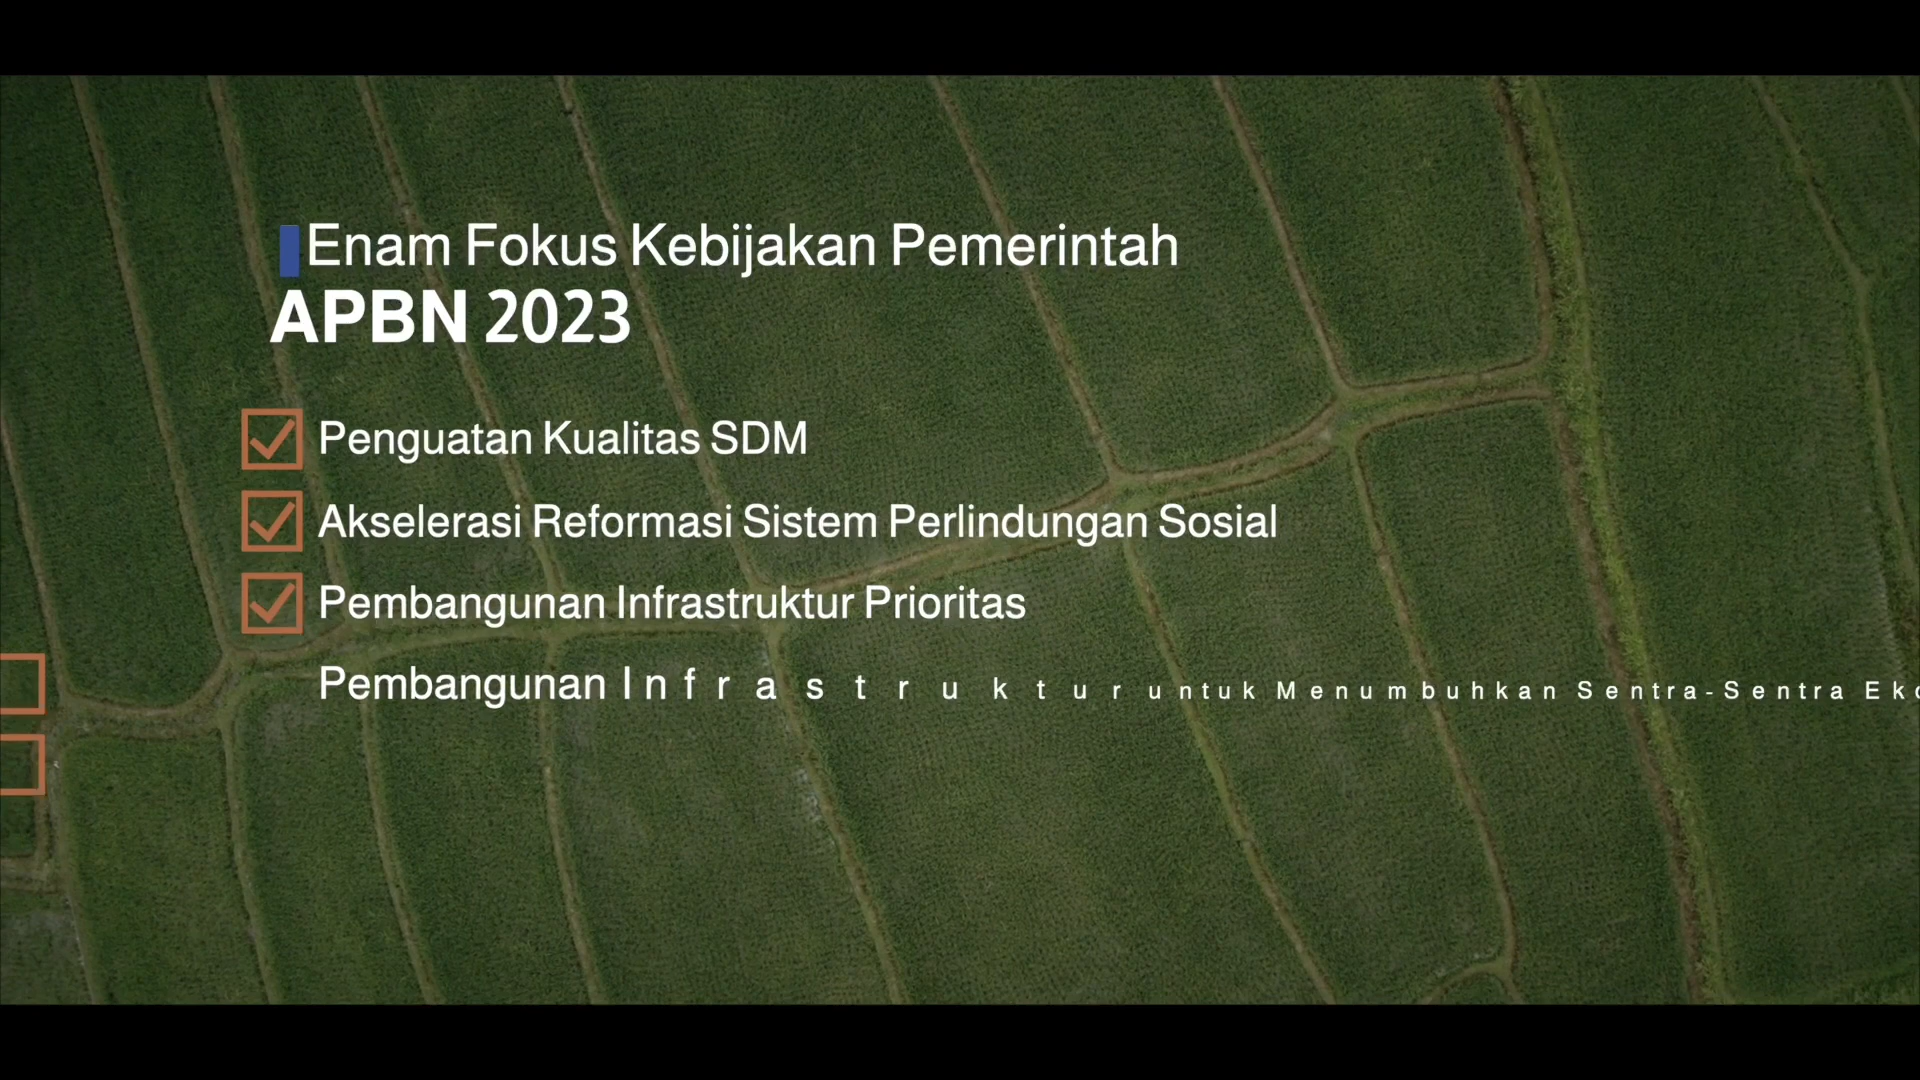 Enam Fokus Kebijakan Pemerintah
APBN 2023
Penguatan Kualitas SDM
Akselerasi Reformasi Sistem Perlindungan Sosial
Pembangunan Infrastruktur Prioritas
Pembangunan Infrastruktur untuk Menumbuhkan Sentra-Sentra